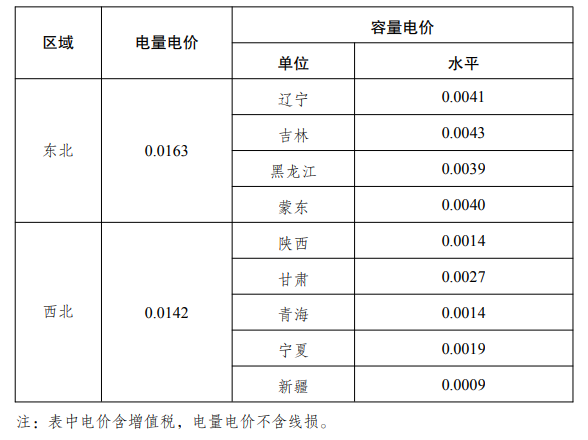 区域 电量电价 容量电价
单位 水平
东北 0.0163 辽宁 0.0041
吉林 0.0043
黑龙江 0.0039
蒙东 0.0040
西北 0.0142 陕西 0.0014
甘肃 0.0027
青海 0.0014
宁夏 0.0019
新疆 0.0009
注：表中电价含增值税，电量电价不含线损。